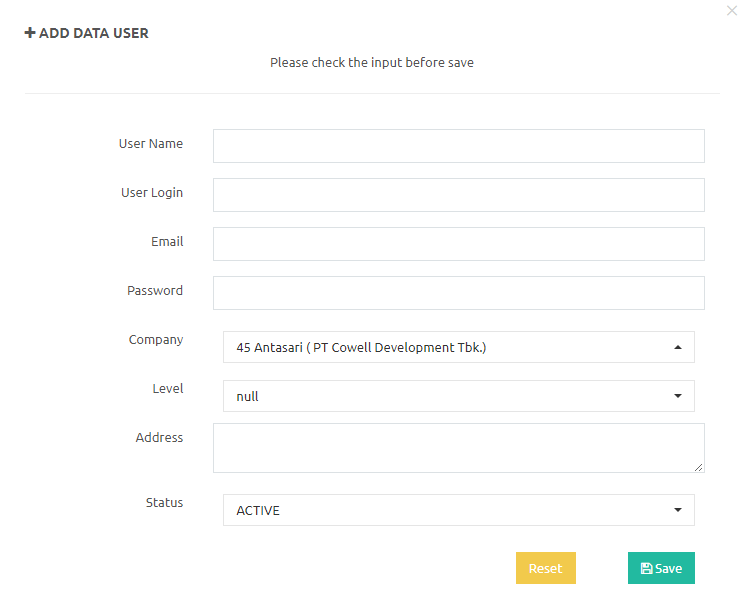 ADD DATA USER
Please check the input before save
User Name
User Login
Email
Password
Company
45 Antasari ( PT Cowell Development Tbk.)
Level
null
Address
Status
ACTIVE
Reset
Save